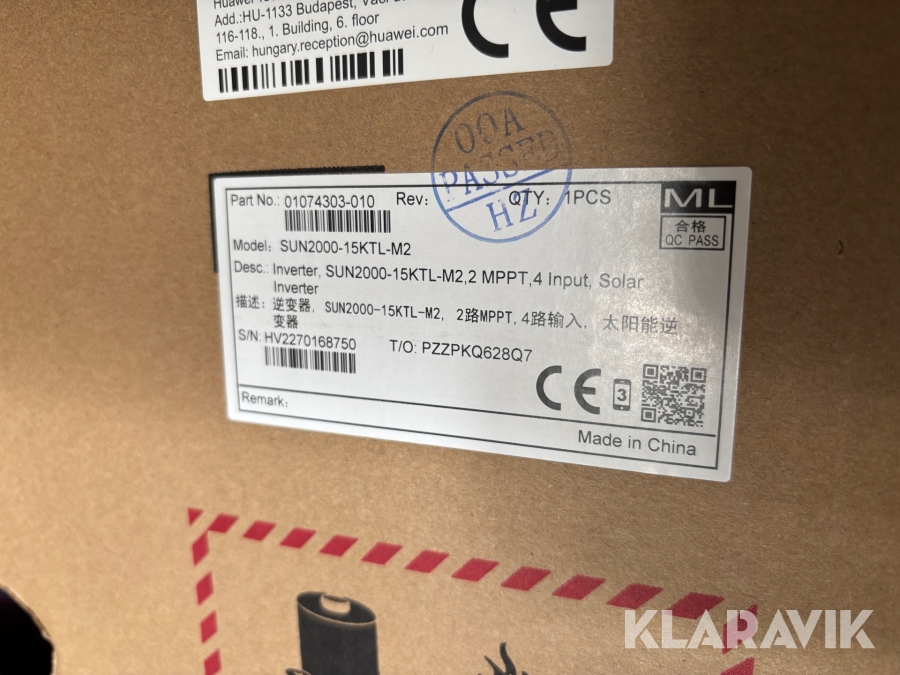 Add.:HU-1133 Budapest,
116-118., 1. Building, 6. floor
Email: hungary.reception@huawei.com
CE
OOA
PASSED
HZ
Part No.: 01074303-010 Rev: QTY: 1PCS
ML
合格
QC PASS
Model: SUN2000-15KTL-M2
Desc.: Inverter, SUN2000-15KTL-M2,2 MPPT,4 Input, Solar
Inverter
描述: 逆变器, SUN2000-15KTL-M2, 2路MPPT,4路输入, 太阳能逆
变器
S/N: HV2270168750 T/O: PZZPKQ628Q7
CE 3
Remark:
Made in China
KLARAVIK